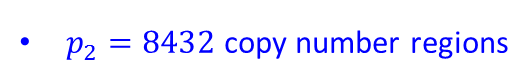 • p₂ = 8432 copy number regions